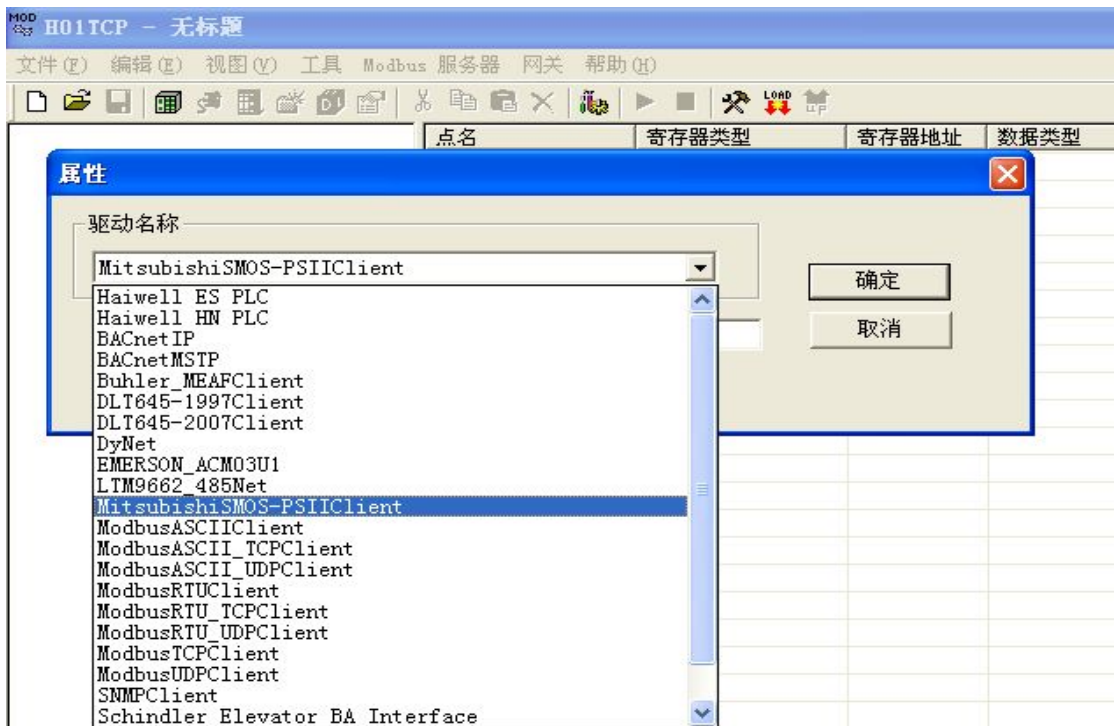 MOD H01TCP - 无标题
文件(F) 编辑(E) 视图(V) 工具 Modbus 服务器 网关 帮助(H)
LOAD
点名 寄存器类型 寄存器地址 数据类型
属性
驱动名称
MitsubishiSMOS-PSIIClient
确定
取消
Haiwell ES PLC
Haiwell HN PLC
BACnetIP
BACnetMSTP
Buhler_MEAFClient
DLT645-1997Client
DLT645-2007Client
DyNet
EMERSON_ACM03U1
LTM9662_485Net
MitsubishiSMOS-PSIIClient
ModbusASCIIClient
ModbusASCII_TCPClient
ModbusASCII_UDPClient
ModbusRTUClient
ModbusRTU_TCPClient
ModbusRTU_UDPClient
ModbusTCPClient
ModbusUDPClient
SNMPClient
Schindler Elevator BA Interface